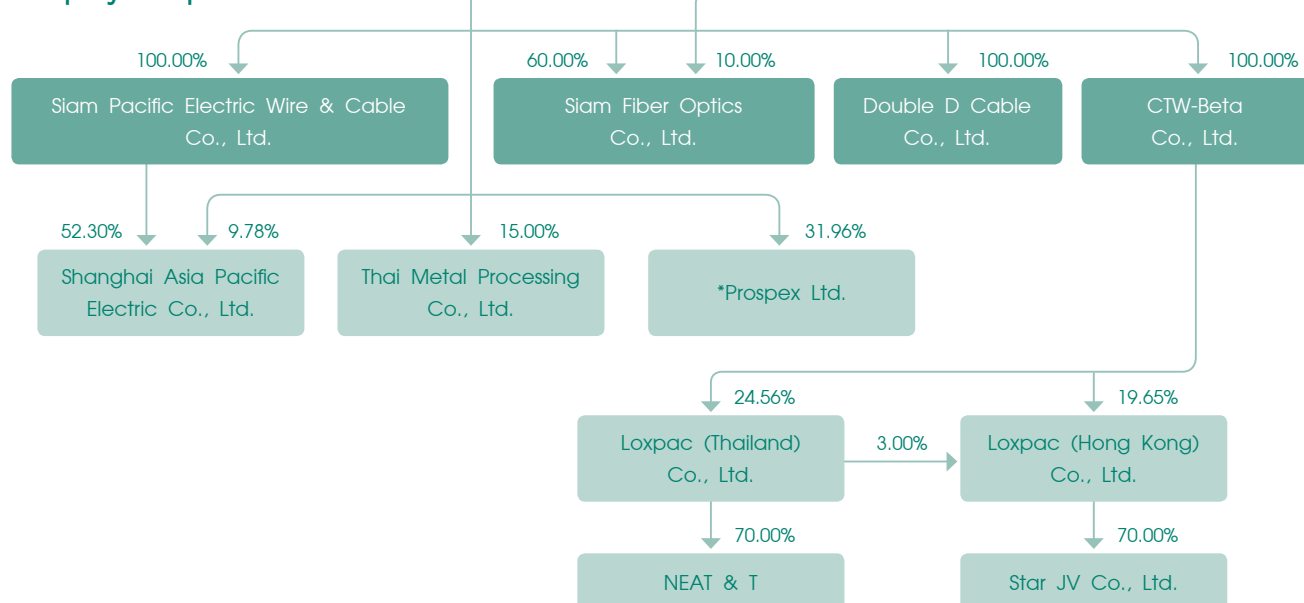 100.00%
60.00%
10.00%
100.00%
100.00%
Siam Pacific Electric Wire & Cable
Co., Ltd.
Siam Fiber Optics
Co., Ltd.
Double D Cable
Co., Ltd.
CTW-Beta
Co., Ltd.
52.30%
9.78%
15.00%
31.96%
Shanghai Asia Pacific
Electric Co., Ltd.
Thai Metal Processing
Co., Ltd.
*Prospex Ltd.
24.56%
19.65%
Loxpac (Thailand)
Co., Ltd.
3.00%
Loxpac (Hong Kong)
Co., Ltd.
70.00%
70.00%
NEAT & T
Star JV Co., Ltd.